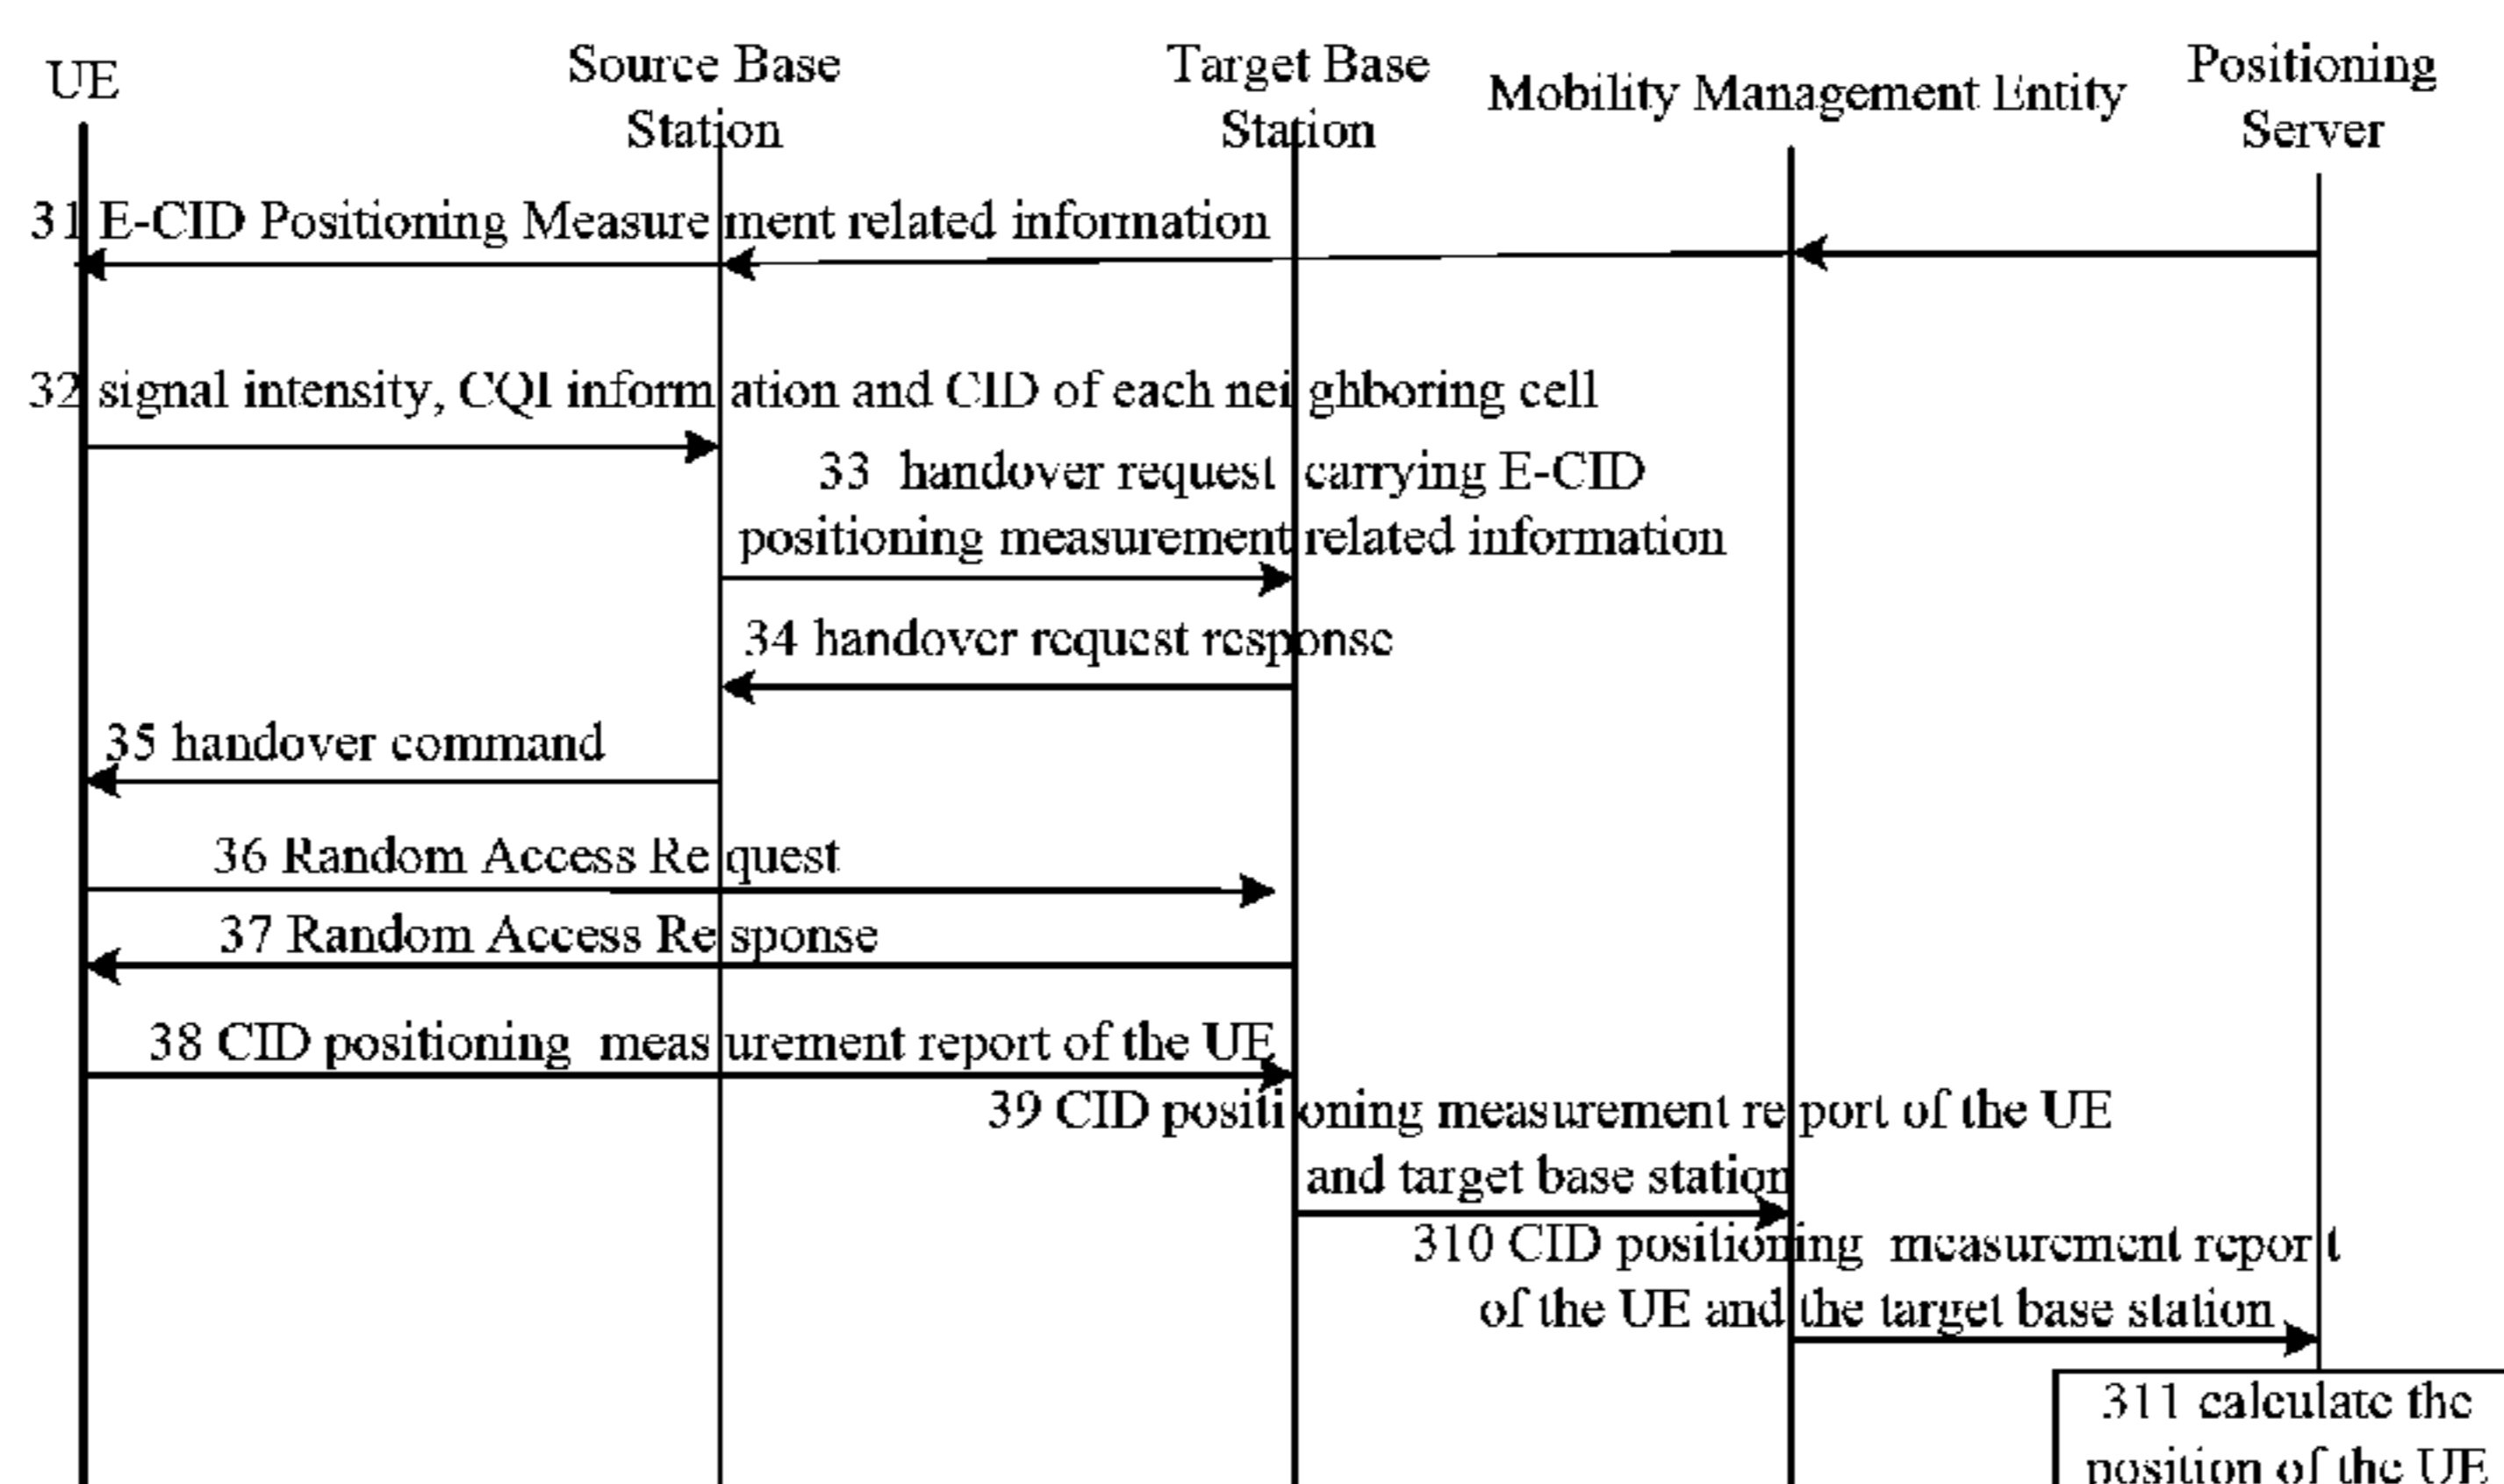 UE
Source Base
Station
Target Base
Station
Mobility Management Entity
Positioning
Server
31 E-CID Positioning Measurement related information
32 signal intensity, CQI information and CID of each neighboring cell
33 handover request carrying E-CID
positioning measurement related information
34 handover request response
35 handover command
36 Random Access Request
37 Random Access Response
38 CID positioning measurement report of the UE
39 CID positioning measurement report of the UE
and target base station
310 CID positioning measurement report
of the UE and the target base station
311 calculate the
position of the UE